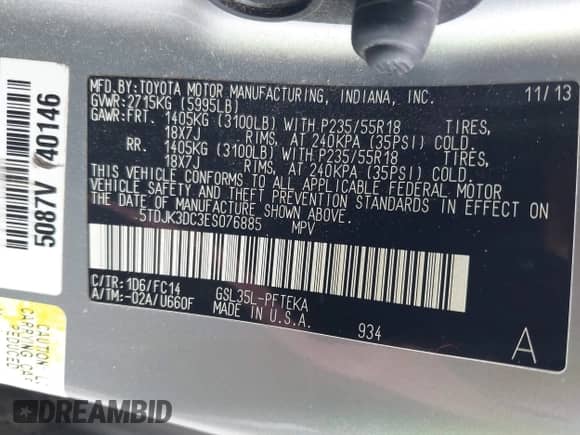 MFD. BY:TOYOTA MOTOR MANUFACTURING, INDIANA, INC. 11/13
GVWR:2715KG (5995LB)
GAWR:FRT. 1405KG (3100LB) WITH P235/55R18 TIRES,
18X7J RIMS, AT 240KPA (35PSI) COLD.
RR. 1405KG (3100LB) WITH P235/55R18 TIRES,
18X7J RIMS, AT 240KPA (35PSI) COLD.
THIS VEHICLE CONFORMS TO ALL APPLICABLE FEDERAL MOTOR
VEHICLE SAFETY AND THEFT PREVENTION STANDARDS IN EFFECT ON
THE DATE OF MANUFACTURE SHOWN ABOVE.
5TDJK3DC3ES076885 MPV
C/TR:1D6/FC14
A/TM:-02A/U660F
GSL35L-PFTEKA
MADE IN U.S.A.
934
A
5087V 40146
CAUTION
CARRYING CAP
REDUCED
DREAMBID